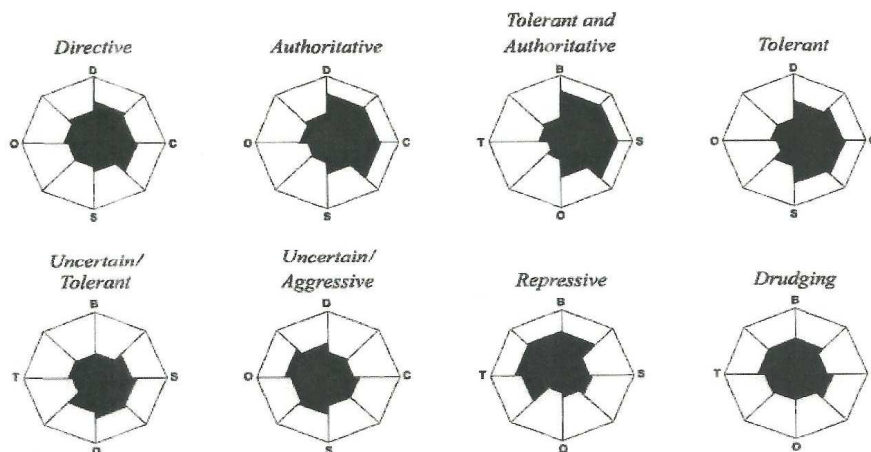 Directive
D
O C
S
Authoritative
D
O C
S
Tolerant and
Authoritative
B
T S
O
Tolerant
D
O
S
Uncertain/
Tolerant
B
T S
O
Uncertain/
Aggressive
D
O C
S
Repressive
B
T S
O
Drudging
B
T
O